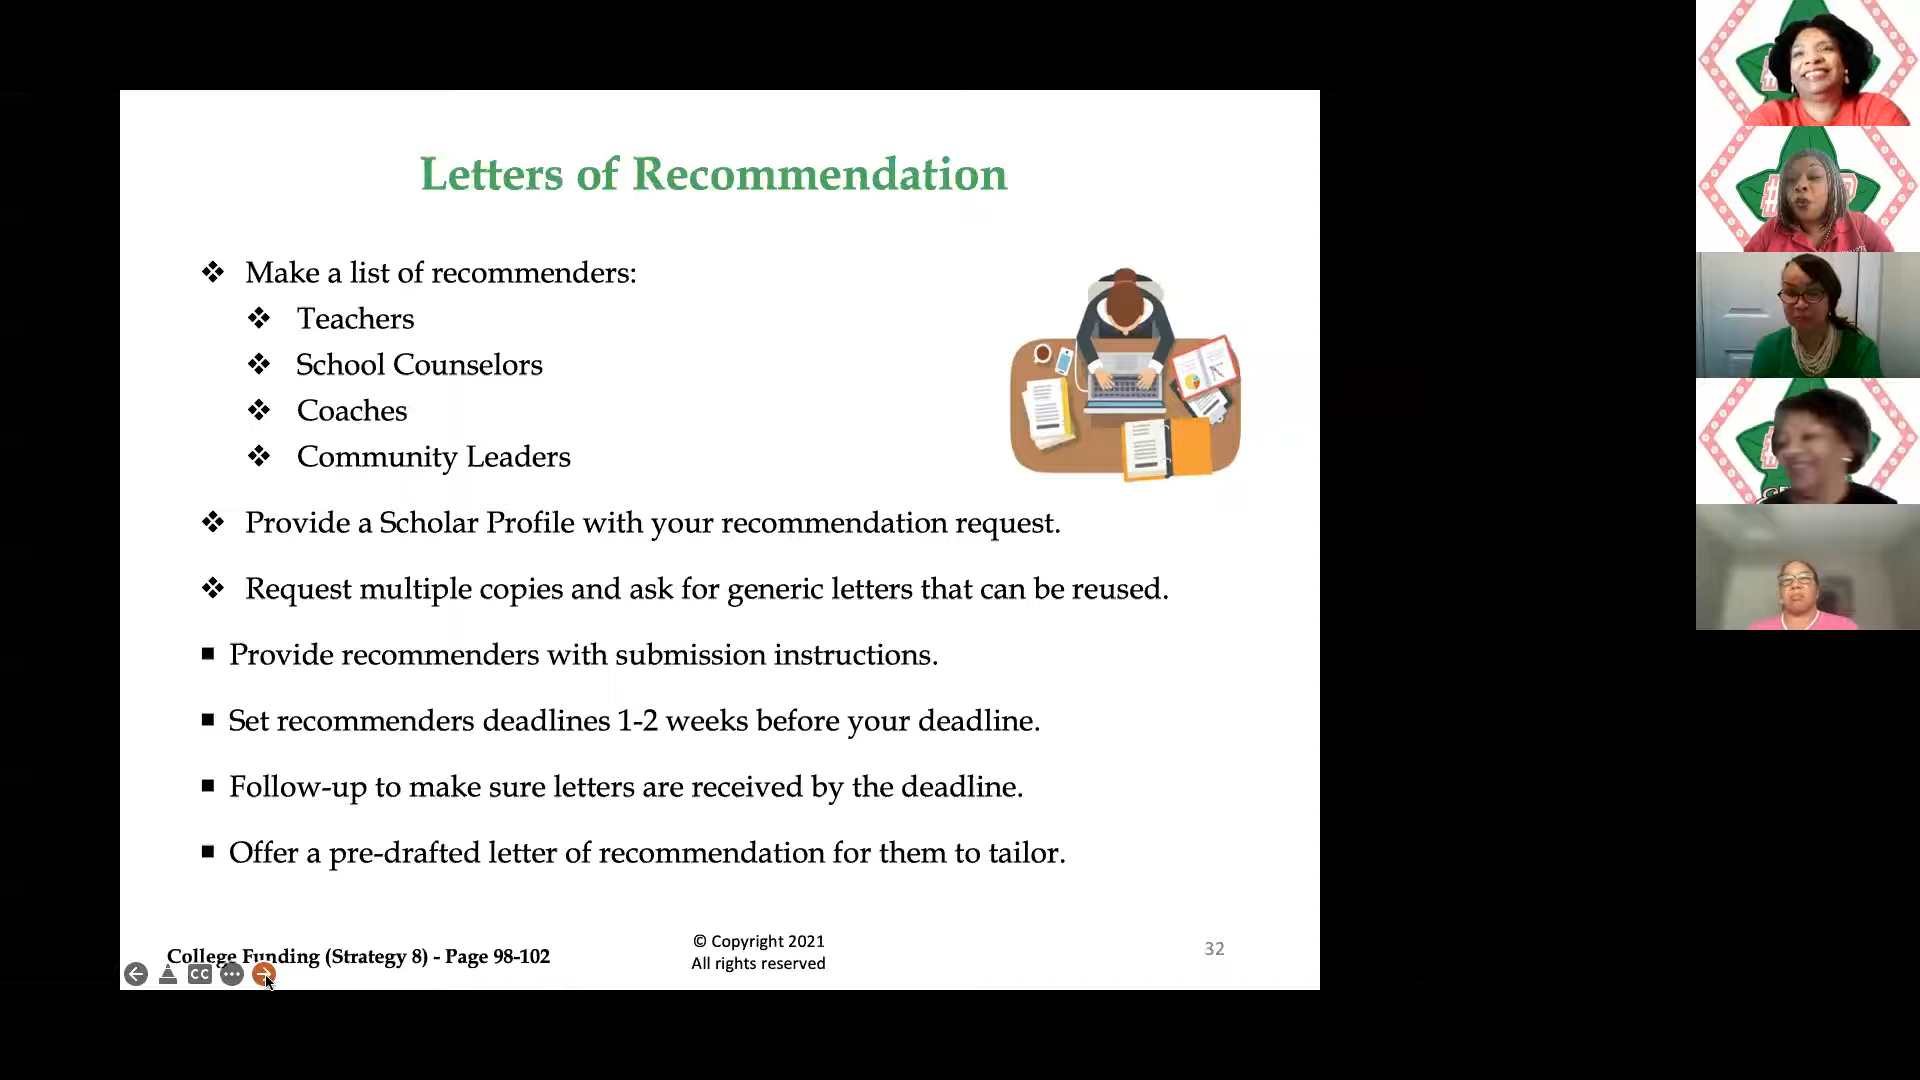 Letters of Recommendation
❖ Make a list of recommenders:
❖ Teachers
❖ School Counselors
❖ Coaches
❖ Community Leaders
❖ Provide a Scholar Profile with your recommendation request.
❖ Request multiple copies and ask for generic letters that can be reused.
▪ Provide recommenders with submission instructions.
▪ Set recommenders deadlines 1-2 weeks before your deadline.
▪ Follow-up to make sure letters are received by the deadline.
▪ Offer a pre-drafted letter of recommendation for them to tailor.
College Funding (Strategy 8) - Page 98-102
© Copyright 2021
All rights reserved
32
CC